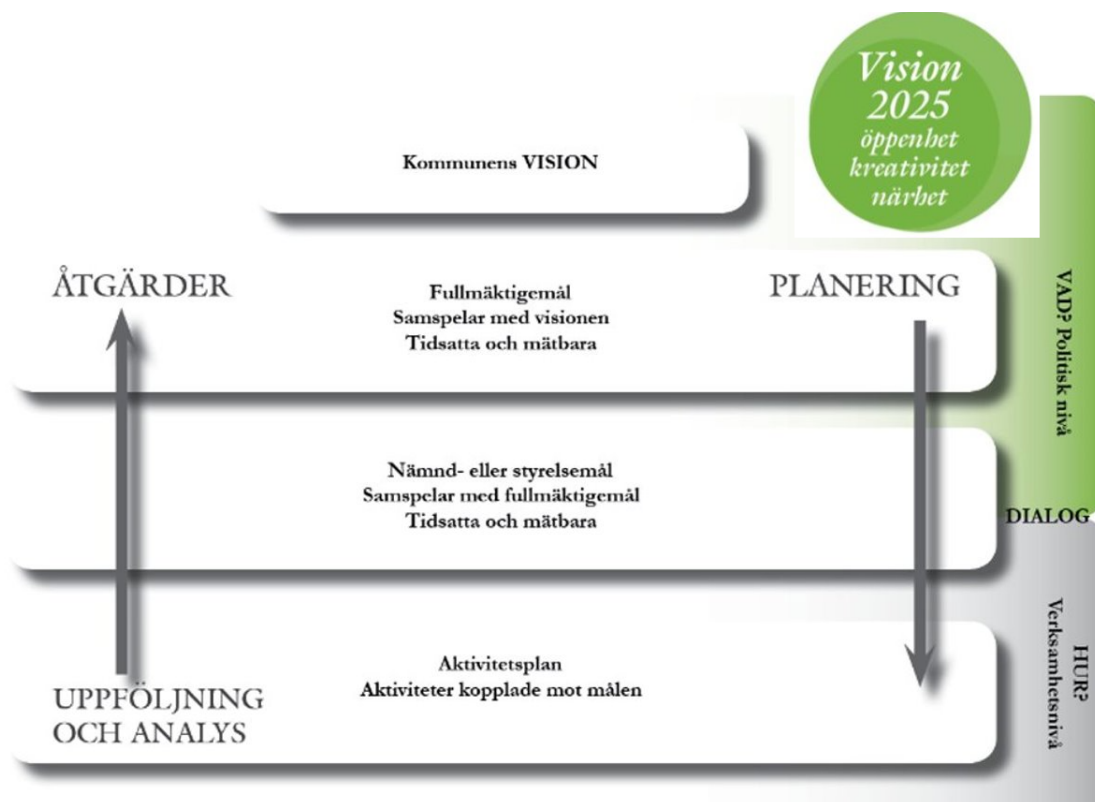 Vision
2025
öppenhet
kreativitet
närhet
Kommunens VISION
ÅTGÄRDER
Fullmäktigemål
Samspelar med visionen
Tidsatta och mätbara
PLANERING
VAD? Politisk nivå
Nämnd- eller styrelsemål
Samspelar med fullmäktigemål
Tidsatta och mätbara
DIALOG
Aktivitetsplan
Aktiviteter kopplade mot målen
UPPFÖLJNING
OCH ANALYS
HUR?
Verksamhetsnivå